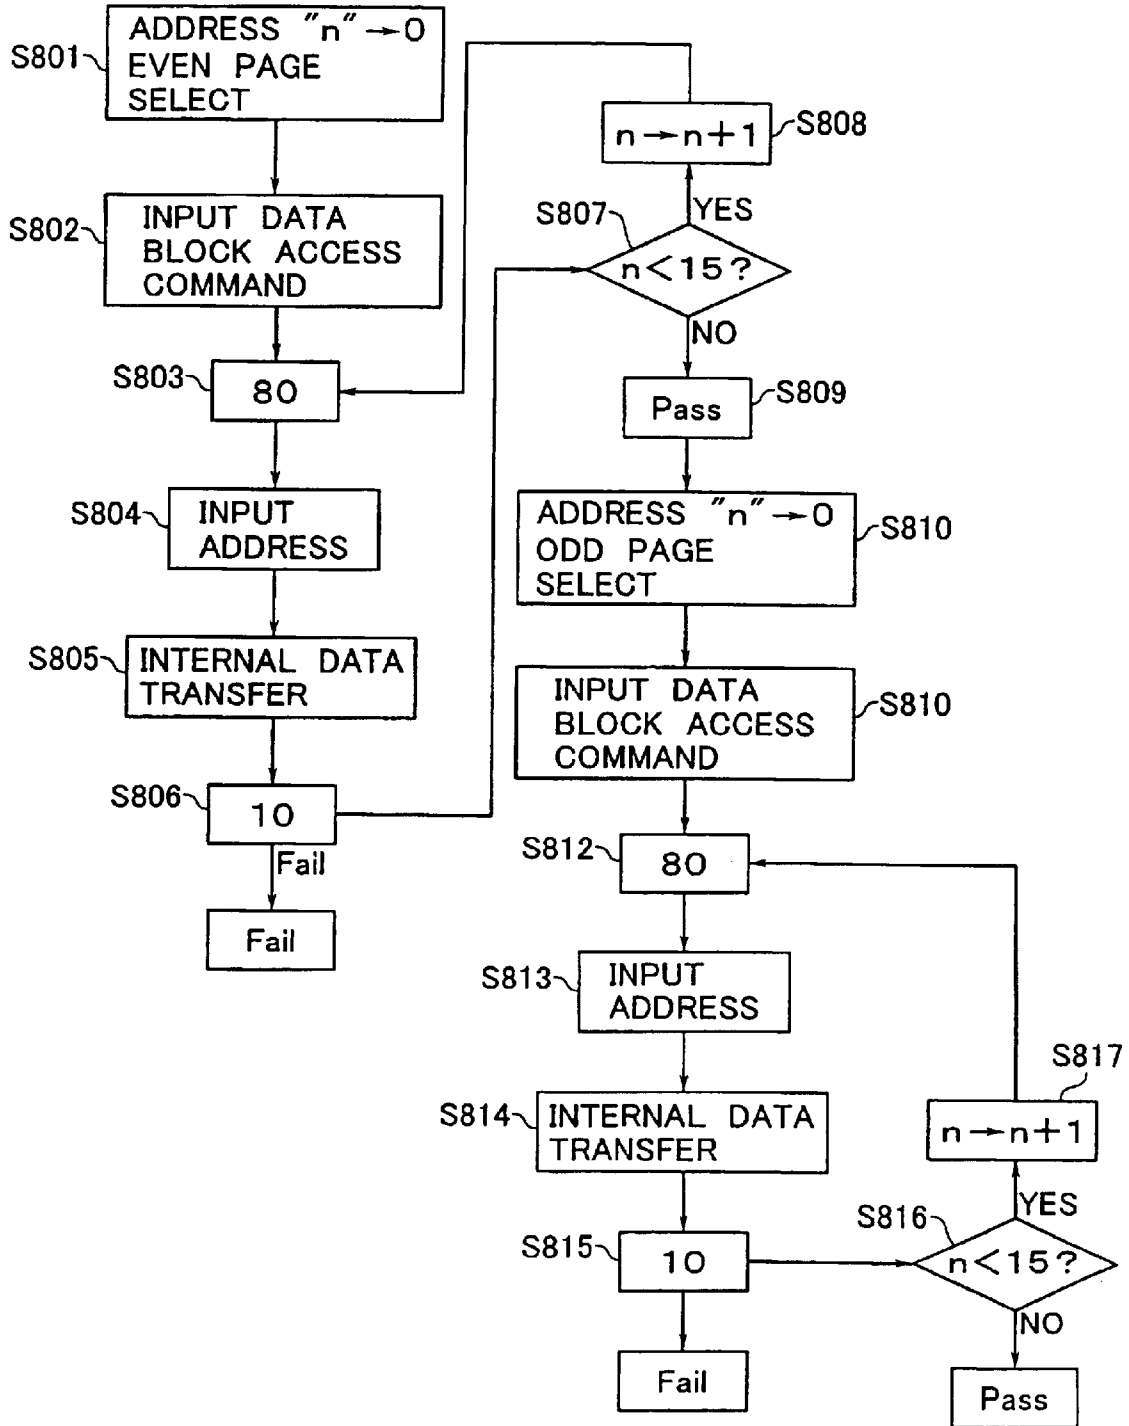 S801
ADDRESS "n"→0
EVEN PAGE
SELECT
S802
INPUT DATA
BLOCK ACCESS
COMMAND
S803
80
S804
INPUT
ADDRESS
S805
INTERNAL DATA
TRANSFER
S806
10
Fail
Fail
n→n+1
S808
YES
S807
n<15?
NO
Pass
S809
ADDRESS "n"→0
ODD PAGE
SELECT
S810
INPUT DATA
BLOCK ACCESS
COMMAND
S810
S812
80
S813
INPUT
ADDRESS
S814
INTERNAL DATA
TRANSFER
S815
10
Fail
S817
n→n+1
YES
S816
n<15?
NO
Pass